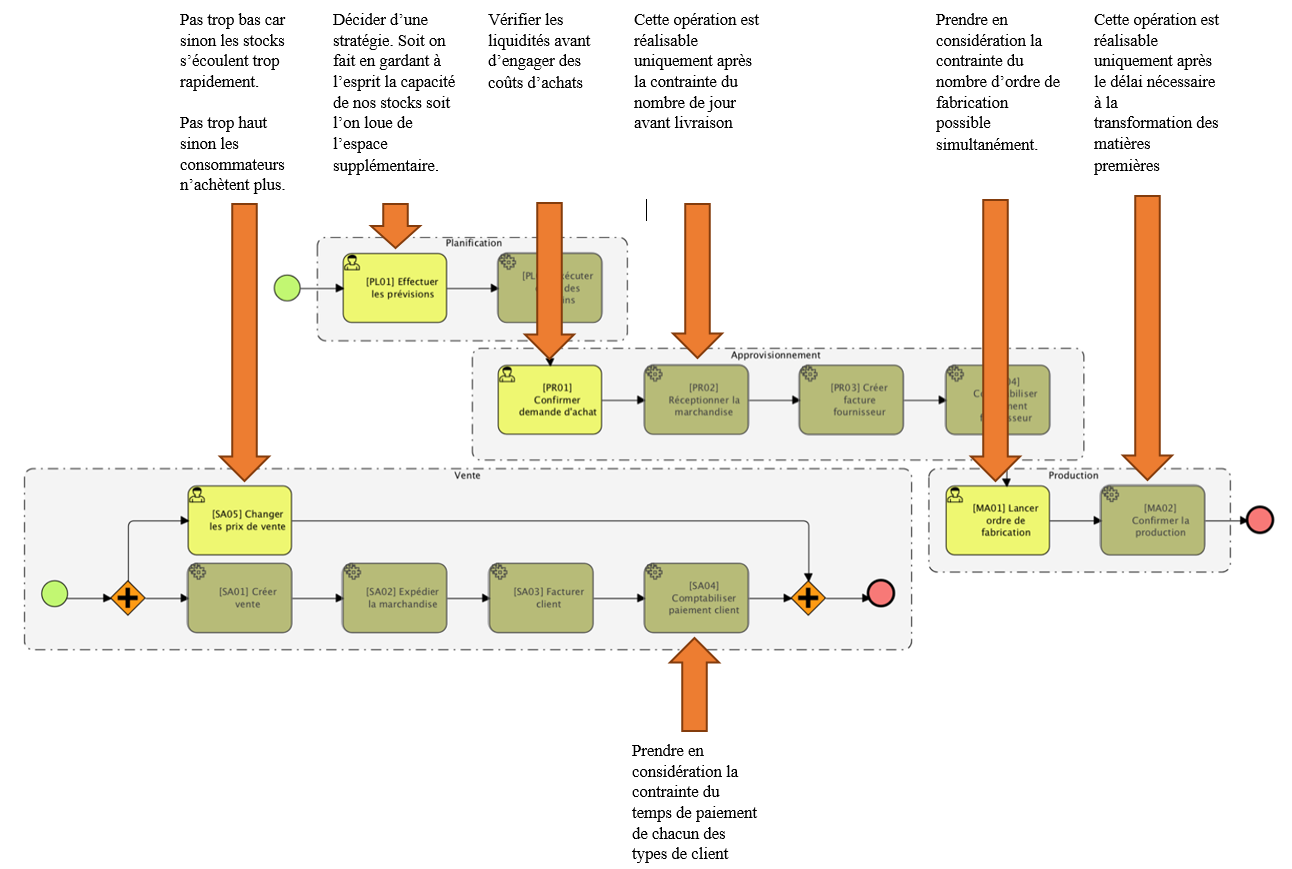 Pas trop bas car
sinon les stocks
s’écoulent trop
rapidement.
Pas trop haut
sinon les
consommateurs
n’achètent plus.
Décider d’une
stratégie. Soit on
fait en gardant à
l’esprit la capacité
de nos stocks soit
l’on loue de
l’espace
supplémentaire.
Vérifier les
liquidités avant
d’engager des
coûts d’achats
Cette opération est
réalisable
uniquement après
la contrainte du
nombre de jour
avant livraison
Prendre en
considération la
contrainte du
nombre d’ordre de
fabrication
possible
simultanément.
Cette opération est
réalisable
uniquement après
le délai nécessaire
à la
transformation des
matières
premières
Planification
[PL01] Effectuer
les prévisions
des
Approvisionnement
[PR01]
Confirmer
demande d'achat
[PR02]
Réceptionner la
marchandise
[PR03] Créer
facture
fournisseur
Vente
[SA05] Changer
les prix de vente
[SA01] Créer
vente
[SA02] Expédier
la marchandise
[SA03] Facturer
client
[SA04]
Comptabiliser
paiement client
Production
[MA01] Lancer
ordre de
fabrication
[MA02]
Confirmer la
production
Prendre en
considération la
contrainte du
temps de paiement
de chacun des
types de client